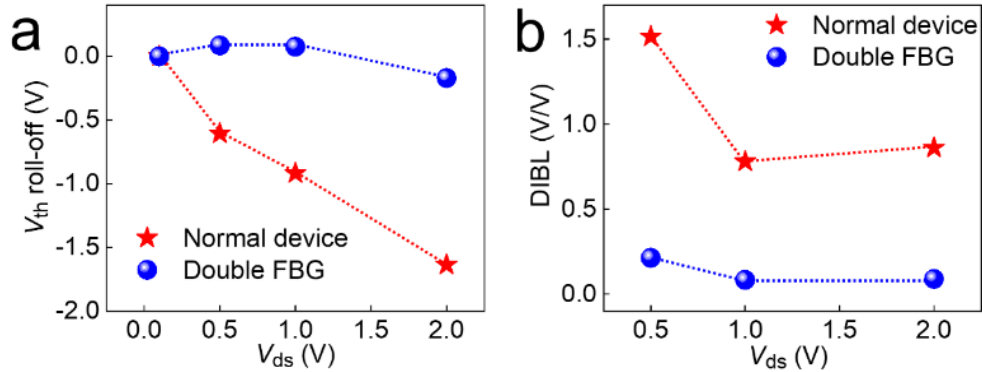 a
0.0
-0.5
-1.0
-1.5
-2.0
Vth roll-off (V)
Normal device
Double FBG
0.0 0.5 1.0 1.5 2.0
Vds (V)
b
1.5
1.0
0.5
0.0
DIBL (V/V)
Normal device
Double FBG
0.5 1.0 1.5 2.0
Vds (V)